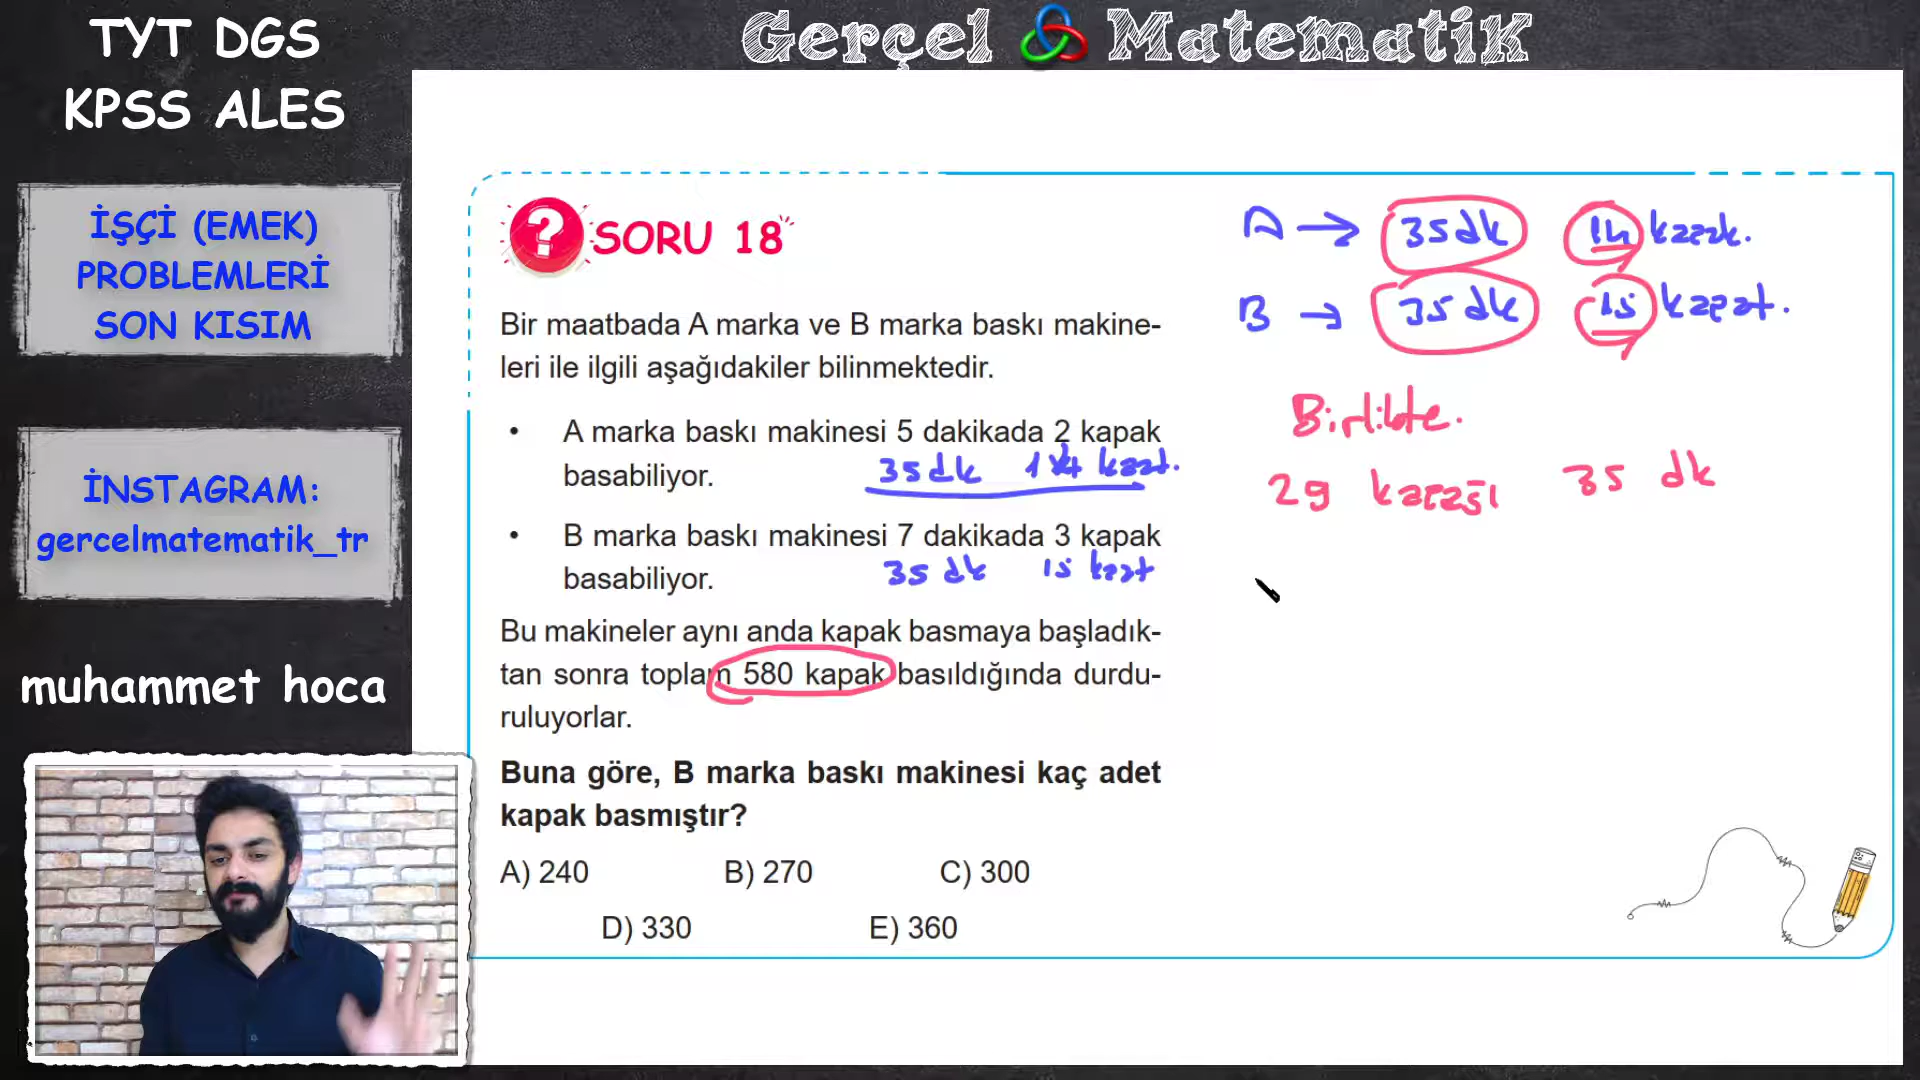 TYT DGS
KPSS ALES
Gerçel Matematik
İŞÇİ (EMEK)
PROBLEMLERİ
SON KISIM
İNSTAGRAM:
gercelmatematik_tr
muhammet hoca
? SORU 18
Bir maatbada A marka ve B marka baskı makine-
leri ile ilgili aşağıdakiler bilinmektedir.
• A marka baskı makinesi 5 dakikada 2 kapak
basabiliyor.
35 dk 14
• B marka baskı makinesi 7 dakikada 3 kapak
basabiliyor.
35 dk 15
Bu makineler aynı anda kapak basmaya başladık-
tan sonra toplam 580 kapak basıldığında durdu-
ruluyorlar.
Buna göre, B marka baskı makinesi kaç adet
kapak basmıştır?
A) 240 B) 270 C) 300
D) 330 E) 360
A → 35 dk 14
B → 35 dk 15
Birlikte.
29 35 dk